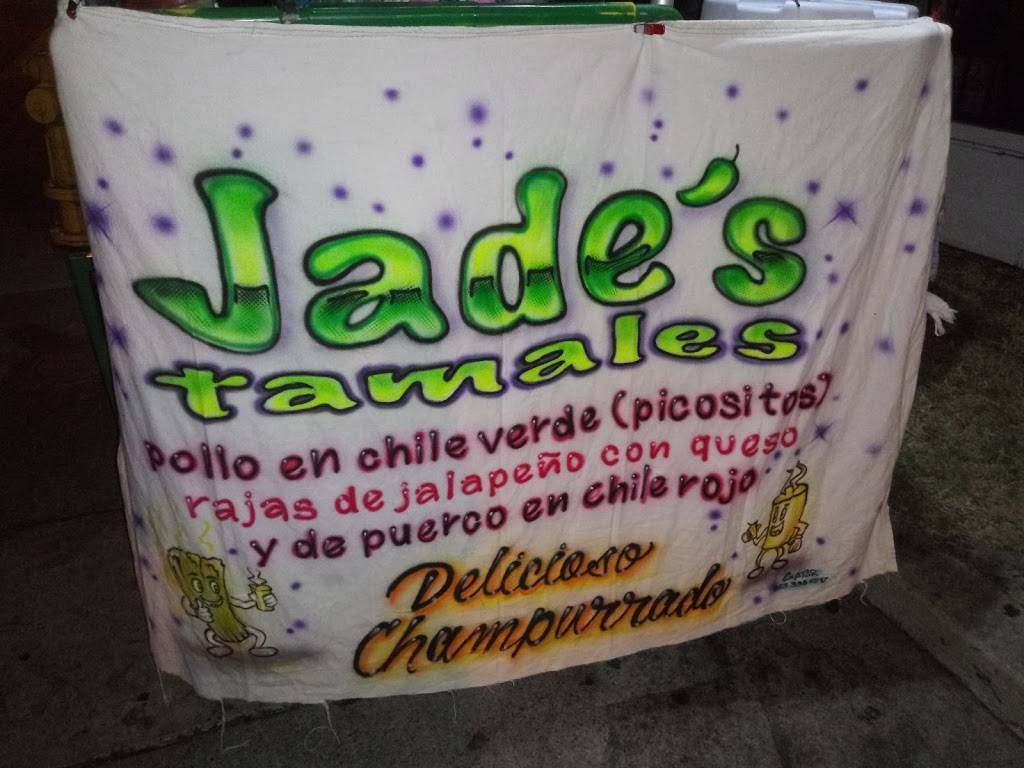 Jade's
tamales
pollo en chile verde (picositos)
rajas de jalapeño con queso
y de puerco en chile rojo
Delicioso
Champurrado